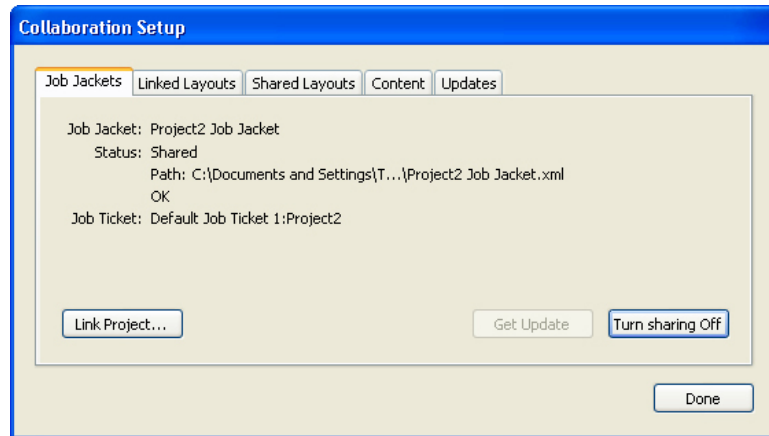 Collaboration Setup
Job Jackets Linked Layouts Shared Layouts Content Updates
Job Jacket: Project2 Job Jacket
Status: Shared
Path: C:\Documents and Settings\T...\Project2 Job Jacket.xml
OK
Job Ticket: Default Job Ticket 1:Project2
Link Project... Get Update Turn sharing Off
Done